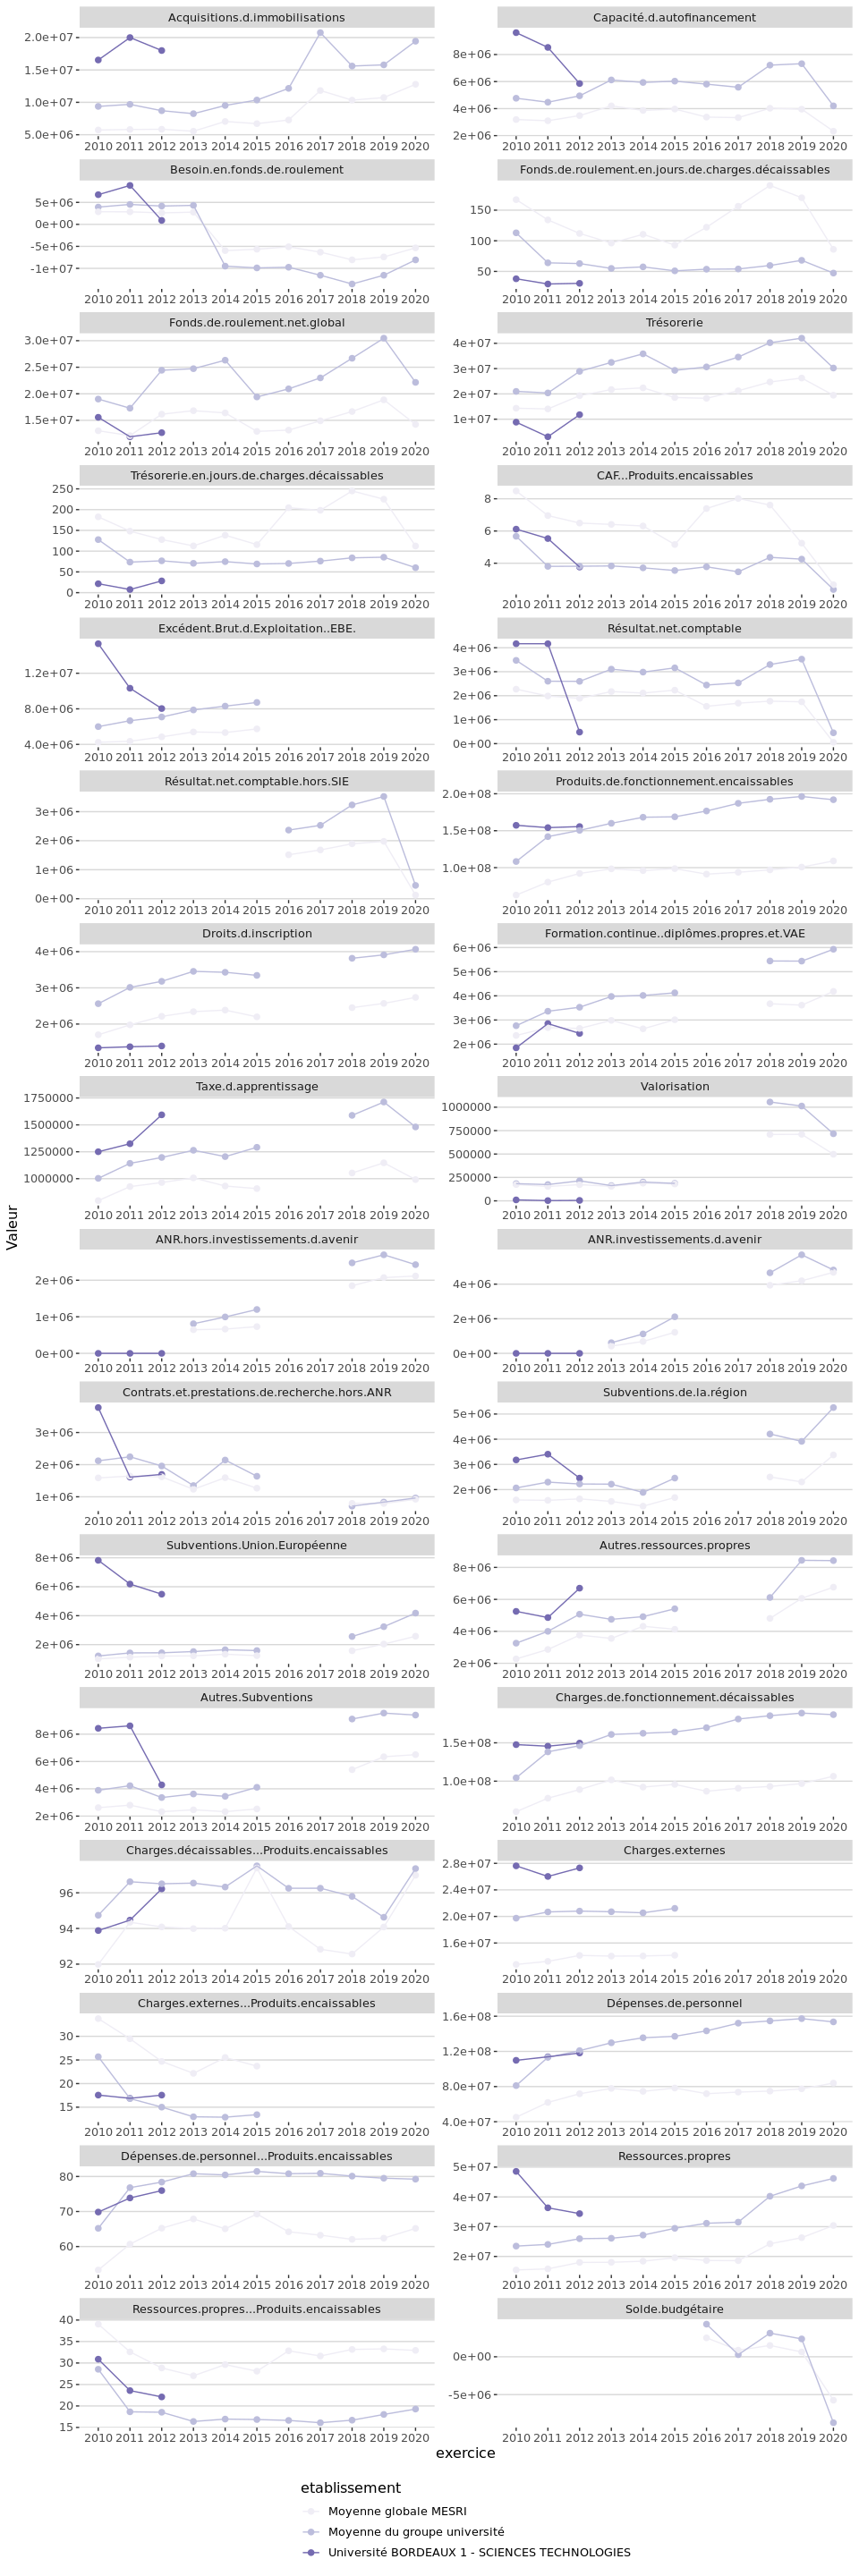 Acquisitions.d.immobilisations
Capacité.d.autofinancement
2.0e+07
1.5e+07
1.0e+07
5.0e+06
8e+06
6e+06
4e+06
2e+06
2010 2011 2012 2013 2014 2015 2016 2017 2018 2019 2020
2010 2011 2012 2013 2014 2015 2016 2017 2018 2019 2020
Besoin.en.fonds.de.roulement
Fonds.de.roulement.en.jours.de.charges.décaissables
5e+06
0e+00
-5e+06
-1e+07
150
100
50
2010 2011 2012 2013 2014 2015 2016 2017 2018 2019 2020
2010 2011 2012 2013 2014 2015 2016 2017 2018 2019 2020
Fonds.de.roulement.net.global
Trésorerie
3.0e+07
2.5e+07
2.0e+07
1.5e+07
4e+07
3e+07
2e+07
1e+07
2010 2011 2012 2013 2014 2015 2016 2017 2018 2019 2020
2010 2011 2012 2013 2014 2015 2016 2017 2018 2019 2020
Trésorerie.en.jours.de.charges.décaissables
CAF...Produits.encaissables
250
200
150
100
50
0
8
6
4
2010 2011 2012 2013 2014 2015 2016 2017 2018 2019 2020
2010 2011 2012 2013 2014 2015 2016 2017 2018 2019 2020
Excédent.Brut.d.Exploitation..EBE.
Résultat.net.comptable
1.2e+07
8.0e+06
4.0e+06
4e+06
3e+06
2e+06
1e+06
0e+00
2010 2011 2012 2013 2014 2015 2016 2017 2018 2019 2020
2010 2011 2012 2013 2014 2015 2016 2017 2018 2019 2020
Résultat.net.comptable.hors.SIE
Produits.de.fonctionnement.encaissables
3e+06
2e+06
1e+06
0e+00
2.0e+08
1.5e+08
1.0e+08
2010 2011 2012 2013 2014 2015 2016 2017 2018 2019 2020
2010 2011 2012 2013 2014 2015 2016 2017 2018 2019 2020
Droits.d.inscription
Formation.continue..diplômes.propres.et.VAE
4e+06
3e+06
2e+06
6e+06
5e+06
4e+06
3e+06
2e+06
2010 2011 2012 2013 2014 2015 2016 2017 2018 2019 2020
2010 2011 2012 2013 2014 2015 2016 2017 2018 2019 2020
Taxe.d.apprentissage
Valorisation
1750000
1500000
1250000
1000000
1000000
750000
500000
250000
0
2010 2011 2012 2013 2014 2015 2016 2017 2018 2019 2020
2010 2011 2012 2013 2014 2015 2016 2017 2018 2019 2020
Valeur
ANR.hors.investissements.d.avenir
ANR.investissements.d.avenir
2e+06
1e+06
0e+00
4e+06
2e+06
0e+00
2010 2011 2012 2013 2014 2015 2016 2017 2018 2019 2020
2010 2011 2012 2013 2014 2015 2016 2017 2018 2019 2020
Contrats.et.prestations.de.recherche.hors.ANR
Subventions.de.la.région
3e+06
2e+06
1e+06
5e+06
4e+06
3e+06
2e+06
2010 2011 2012 2013 2014 2015 2016 2017 2018 2019 2020
2010 2011 2012 2013 2014 2015 2016 2017 2018 2019 2020
Subventions.Union.Européenne
Autres.ressources.propres
8e+06
6e+06
4e+06
2e+06
8e+06
6e+06
4e+06
2e+06
2010 2011 2012 2013 2014 2015 2016 2017 2018 2019 2020
2010 2011 2012 2013 2014 2015 2016 2017 2018 2019 2020
Autres.Subventions
Charges.de.fonctionnement.décaissables
8e+06
6e+06
4e+06
2e+06
1.5e+08
1.0e+08
2010 2011 2012 2013 2014 2015 2016 2017 2018 2019 2020
2010 2011 2012 2013 2014 2015 2016 2017 2018 2019 2020
Charges.décaissables...Produits.encaissables
Charges.externes
96
94
92
2.8e+07
2.4e+07
2.0e+07
1.6e+07
2010 2011 2012 2013 2014 2015 2016 2017 2018 2019 2020
2010 2011 2012 2013 2014 2015 2016 2017 2018 2019 2020
Charges.externes...Produits.encaissables
Dépenses.de.personnel
30
25
20
15
1.6e+08
1.2e+08
8.0e+07
4.0e+07
2010 2011 2012 2013 2014 2015 2016 2017 2018 2019 2020
2010 2011 2012 2013 2014 2015 2016 2017 2018 2019 2020
Dépenses.de.personnel...Produits.encaissables
Ressources.propres
80
70
60
5e+07
4e+07
3e+07
2e+07
2010 2011 2012 2013 2014 2015 2016 2017 2018 2019 2020
2010 2011 2012 2013 2014 2015 2016 2017 2018 2019 2020
Ressources.propres...Produits.encaissables
Solde.budgétaire
40
35
30
25
20
15
0e+00
-5e+06
2010 2011 2012 2013 2014 2015 2016 2017 2018 2019 2020
2010 2011 2012 2013 2014 2015 2016 2017 2018 2019 2020
exercice
etablissement
Moyenne globale MESRI
Moyenne du groupe université
Université BORDEAUX 1 - SCIENCES TECHNOLOGIES